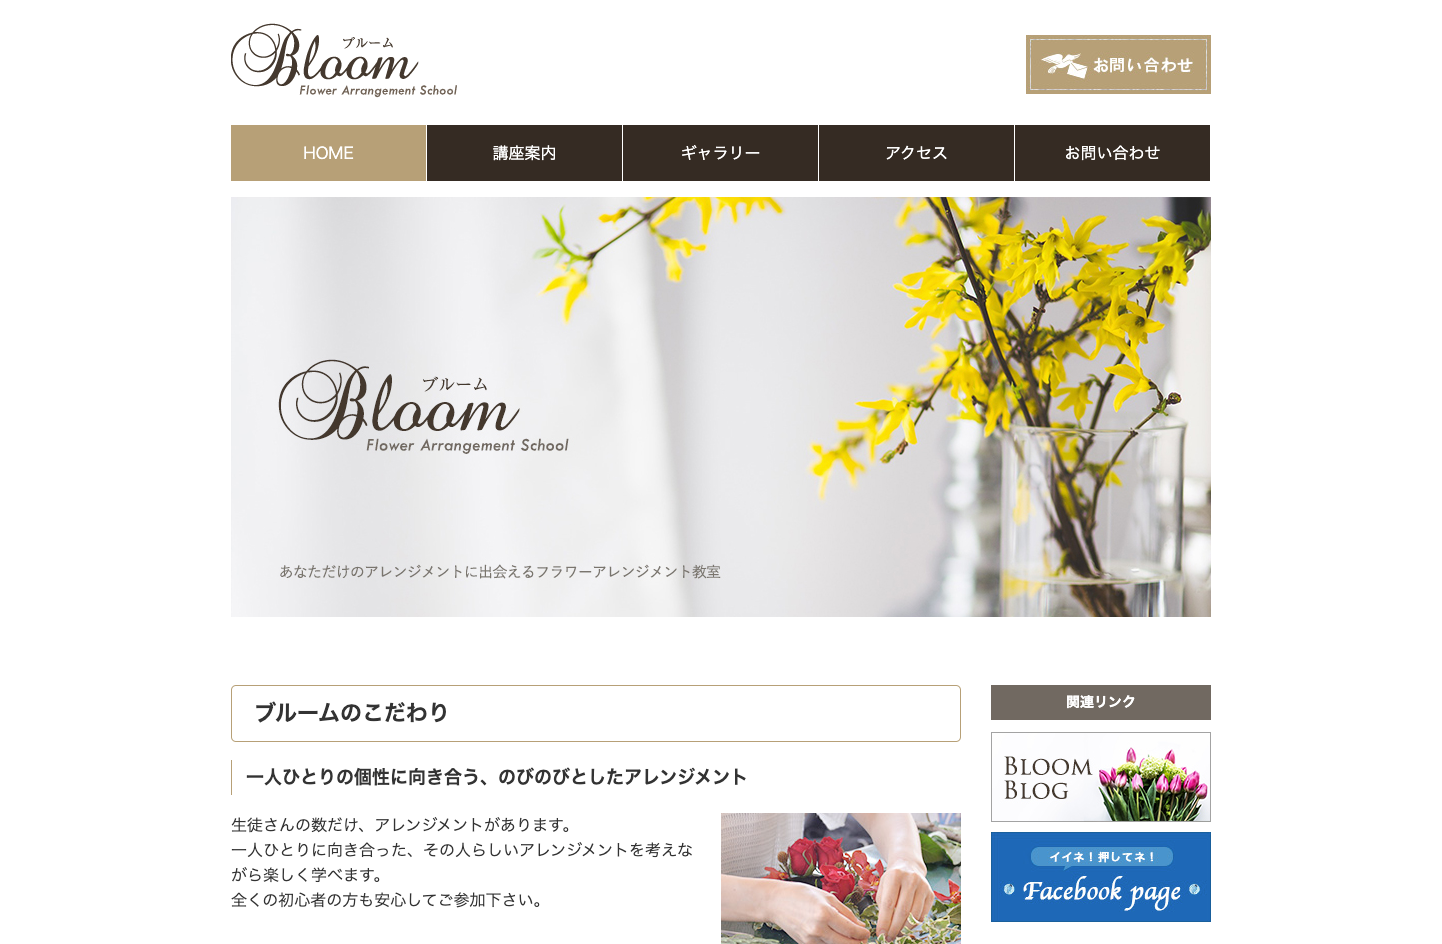 ブルーム
Bloom
Flower Arrangement School
お問い合わせ
HOME
講座案内
ギャラリー
アクセス
お問い合わせ
ブルーム
Bloom
Flower Arrangement School
あなただけのアレンジメントに出会えるフラワーアレンジメント教室
ブルームのこだわり
一人ひとりの個性に向き合う、のびのびとしたアレンジメント
生徒さんの数だけ、アレンジメントがあります。
一人ひとりに向き合った、その人らしいアレンジメントを考えな
がら楽しく学べます。
全くの初心者の方も安心してご参加下さい。
関連リンク
BLOOM
BLOG
イイネ！押してネ！
Facebook page